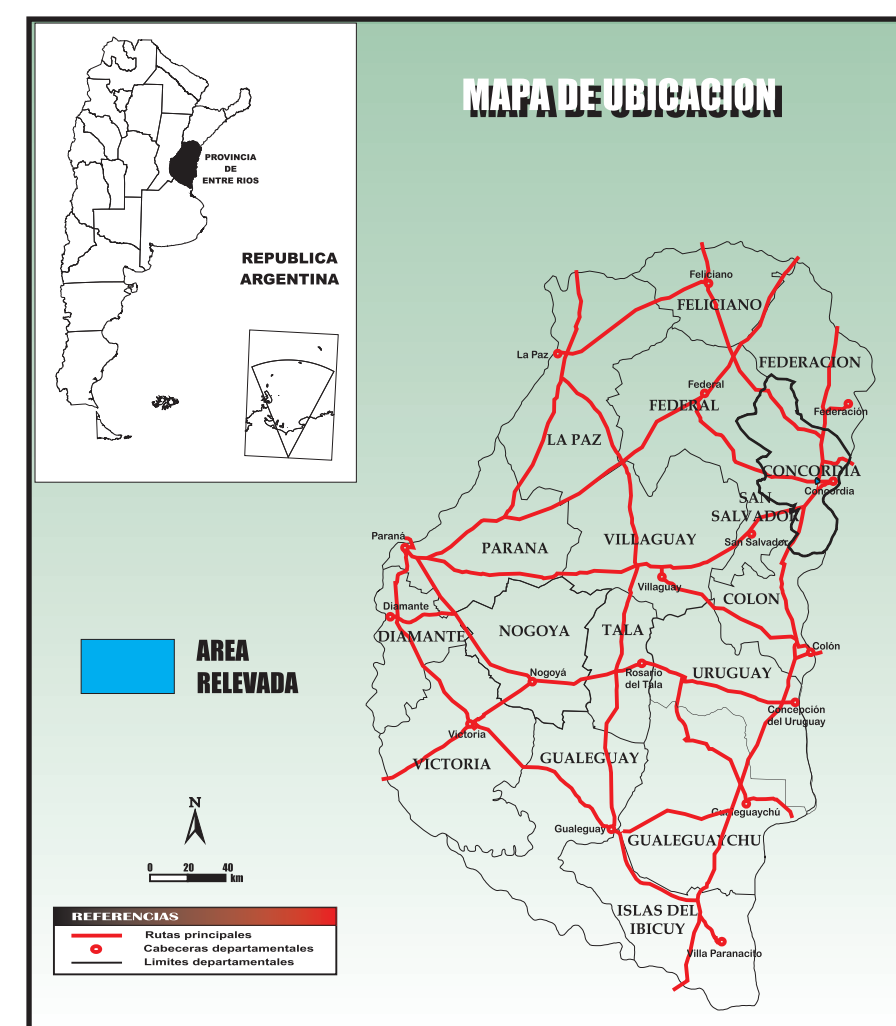 MAPA DE UBICACION
PROVINCIA
DE
ENTRE RIOS
REPUBLICA
ARGENTINA
Feliciano
FELICIANO
La Paz
FEDERACION
Federal
FEDERAL
Federación
LA PAZ
CONCORDIA
Concordia
SAN
SALVADOR
San Salvador
Paraná
PARANA
VILLAGUAY
Villaguay
COLON
Diamante
DIAMANTE
NOGOYA
TALA
Colón
AREA
RELEVADA
Nogoyá
Rosario
del Tala
URUGUAY
Concepción
del Uruguay
Victoria
VICTORIA
GUALEGUAY
Gualeguaychú
Gualeguay
GUALEGUAYCHU
N
0 20 40
km
ISLAS DEL
IBICUY
Villa Paranacito
REFERENCIAS
Rutas principales
Cabeceras departamentales
Limites departamentales